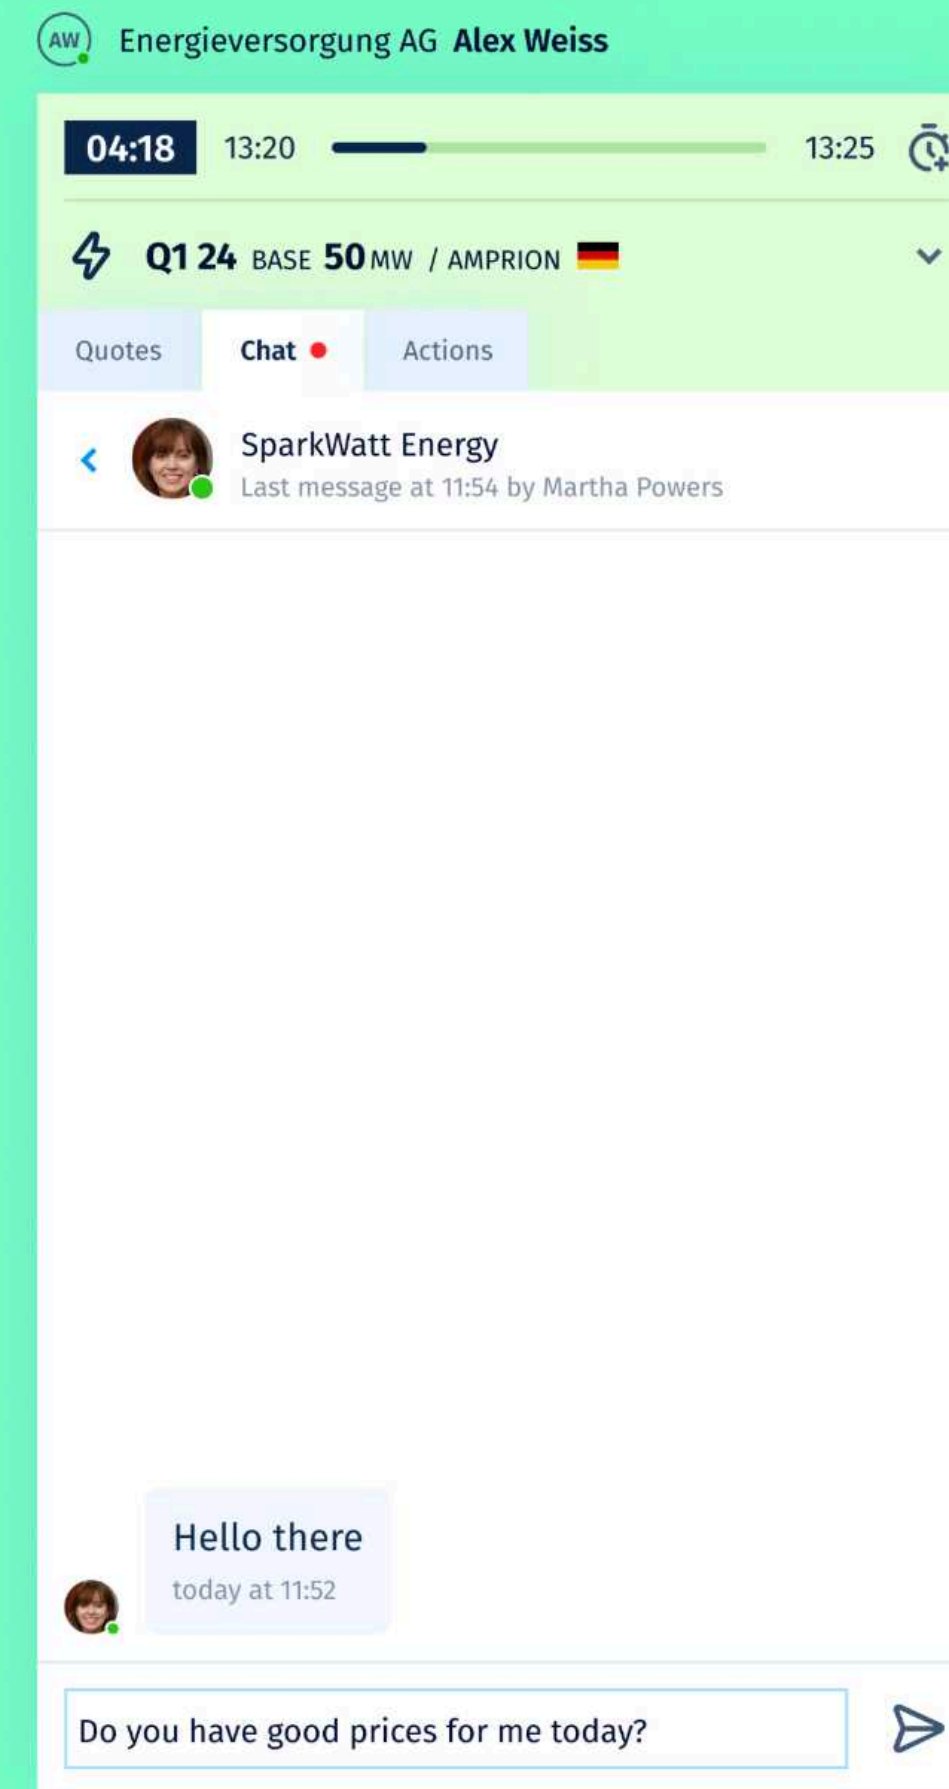 AW Energieversorgung AG Alex Weiss
04:18 13:20 13:25
Q1 24 BASE 50 MW / AMPRION
Quotes Chat Actions
SparkWatt Energy
Last message at 11:54 by Martha Powers
Hello there
today at 11:52
Do you have good prices for me today?